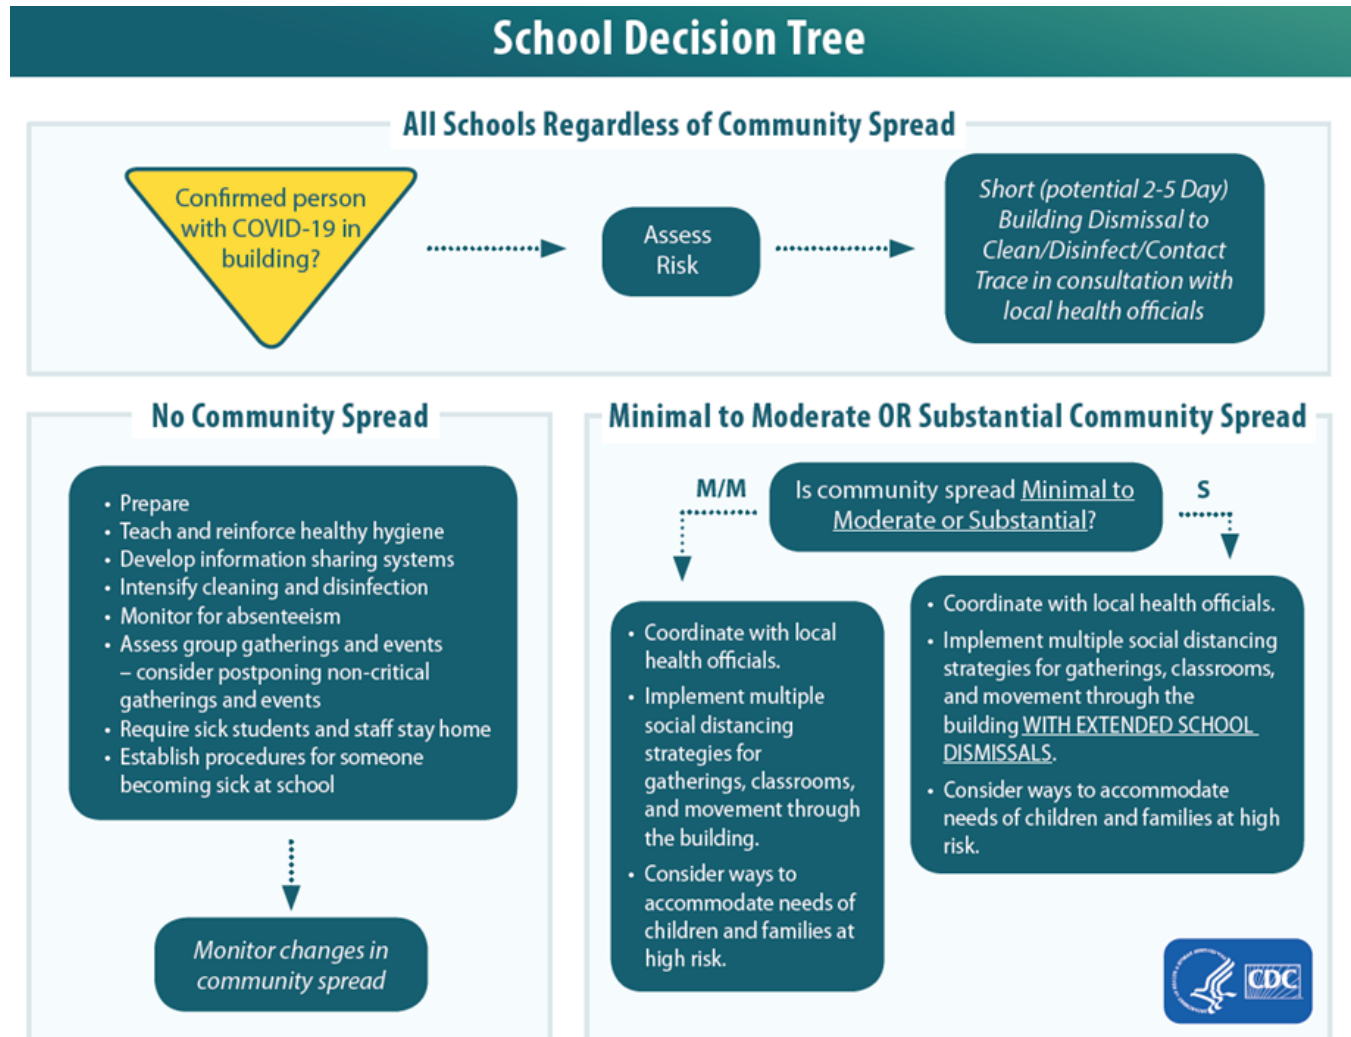 School Decision Tree
All Schools Regardless of Community Spread
Confirmed person
with COVID-19 in
building?
Assess
Risk
Short (potential 2-5 Day)
Building Dismissal to
Clean/Disinfect/Contact
Trace in consultation with
local health officials
No Community Spread
• Prepare
• Teach and reinforce healthy hygiene
• Develop information sharing systems
• Intensify cleaning and disinfection
• Monitor for absenteeism
• Assess group gatherings and events
– consider postponing non-critical
gatherings and events
• Require sick students and staff stay home
• Establish procedures for someone
becoming sick at school
Monitor changes in
community spread
Minimal to Moderate OR Substantial Community Spread
M/M
Is community spread Minimal to
Moderate or Substantial?
S
• Coordinate with local
health officials.
• Implement multiple
social distancing
strategies for
gatherings, classrooms,
and movement through
the building.
• Consider ways to
accommodate needs of
children and families at
high risk.
• Coordinate with local health officials.
• Implement multiple social distancing
strategies for gatherings, classrooms,
and movement through the
building WITH EXTENDED SCHOOL
DISMISSALS.
• Consider ways to accommodate
needs of children and families at high
risk.
CDC